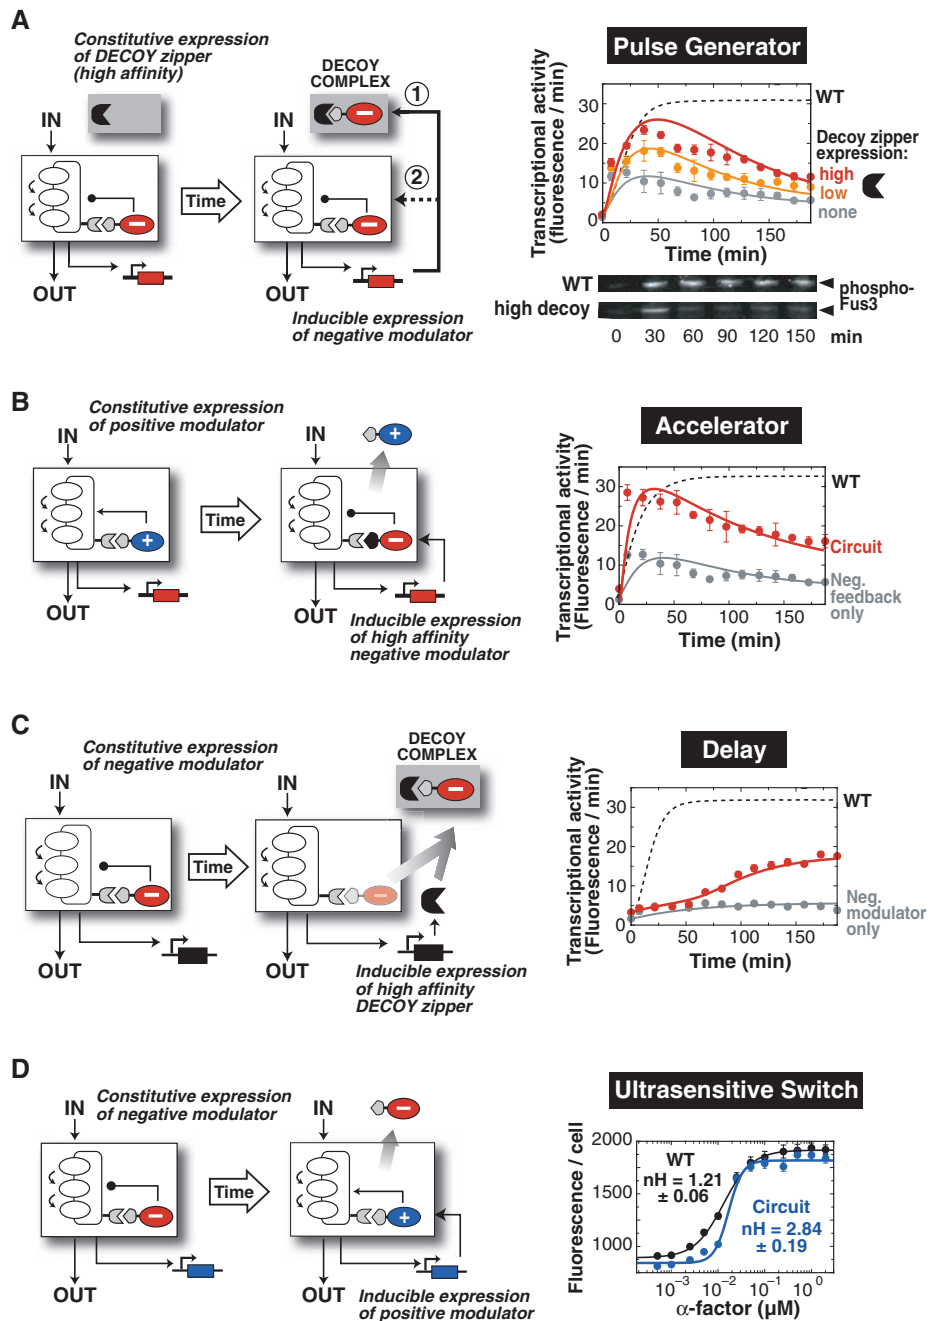 A
Constitutive expression
of DECOY zipper
(high affinity)
DECOY
COMPLEX
IN
IN
1
2
Time
OUT
OUT
Inducible expression
of negative modulator
Pulse Generator
Transcriptional activity
(fluorescence / min)
30
20
10
0
0
50
100
150
Time (min)
WT
Decoy zipper
expression:
high
low
none
WT
high decoy
phospho-
Fus3
0 30 60 90 120 150 min
B
Constitutive expression
of positive modulator
IN
IN
+
+
Time
OUT
OUT
Inducible expression
of high affinity
negative modulator
Accelerator
Transcriptional activity
(Fluorescence / min)
30
20
10
0
0
50
100
150
Time (min)
WT
Circuit
Neg.
feedback
only
C
Constitutive expression
of negative modulator
DECOY
COMPLEX
IN
IN
Time
OUT
OUT
Inducible expression
of high affinity
DECOY zipper
Delay
Transcriptional activity
(Fluorescence / min)
30
20
10
0
0
50
100
150
Time (min)
WT
Neg.
modulator
only
D
Constitutive expression
of negative modulator
IN
IN
Time
+
OUT
OUT
Inducible expression
of positive modulator
Ultrasensitive Switch
Fluorescence / cell
2000
1500
1000
WT
nH = 1.21
± 0.06
Circuit
nH = 2.84
± 0.19
10⁻³ 10⁻² 10⁻¹ 10⁰
α-factor (μM)